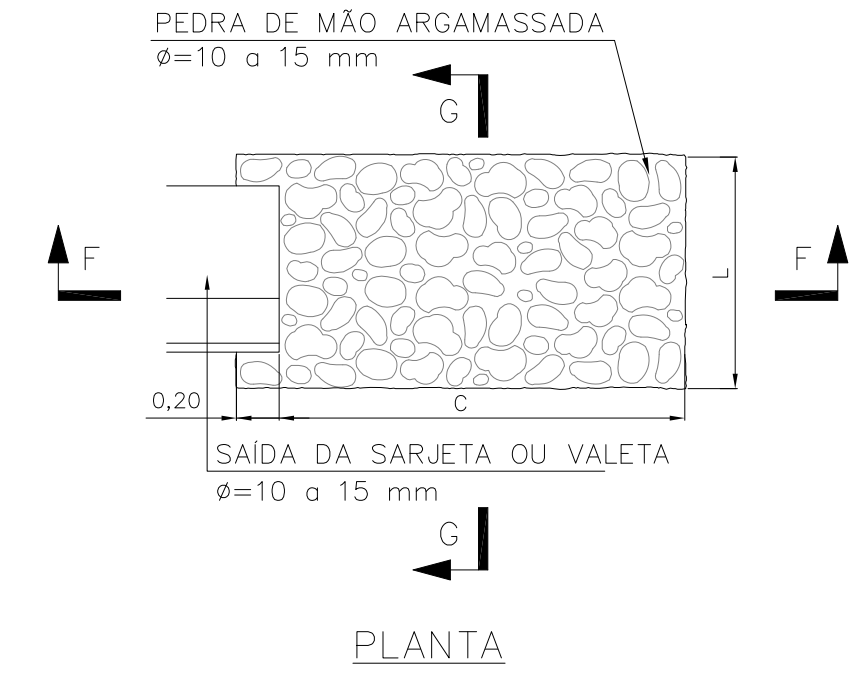 PEDRA DE MÃO ARGAMASSADA
ø=10 a 15 mm
G
F
F
L
0,20
C
SAÍDA DA SARJETA OU VALETA
ø=10 a 15 mm
G
PLANTA